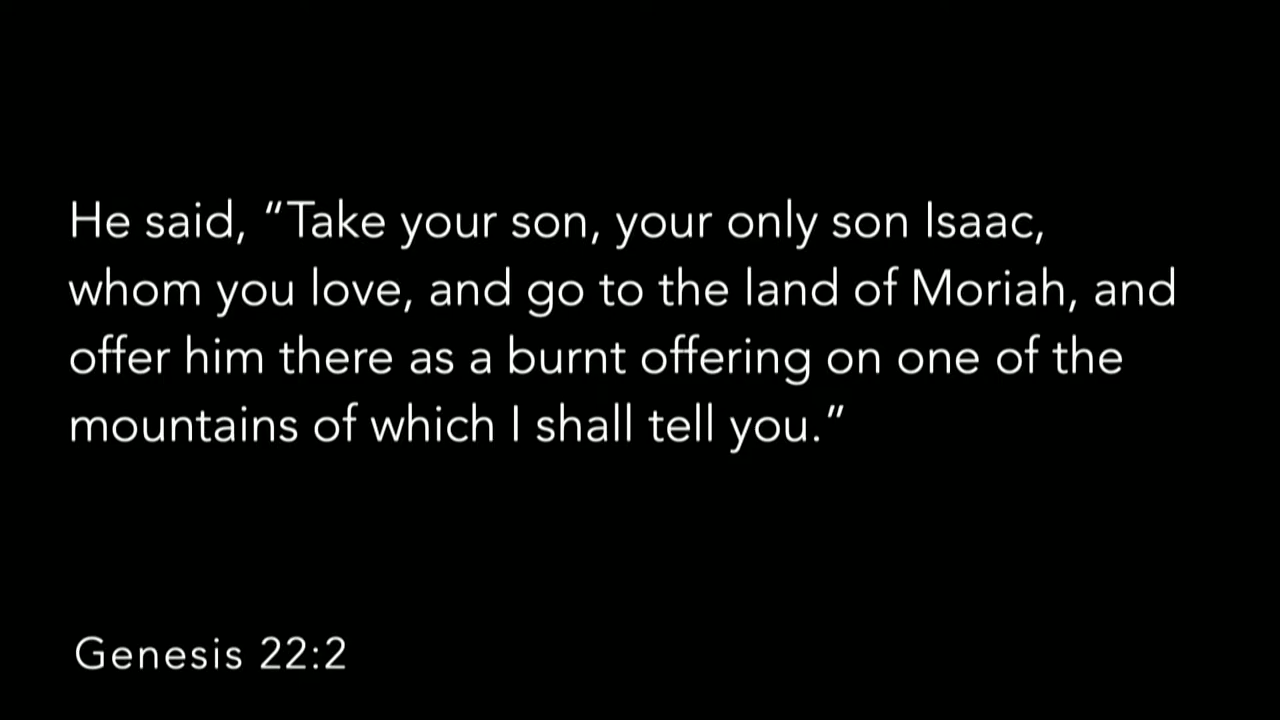 He said, “Take your son, your only son Isaac,
whom you love, and go to the land of Moriah, and
offer him there as a burnt offering on one of the
mountains of which I shall tell you.”
Genesis 22:2